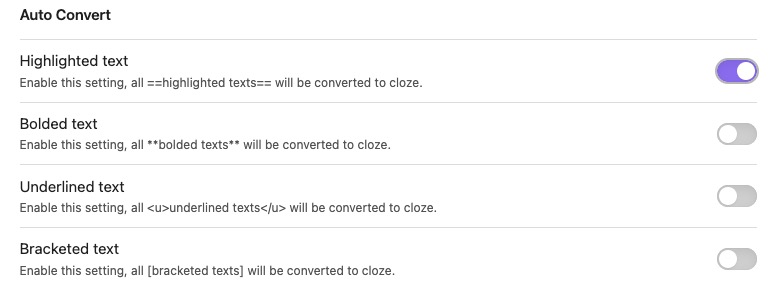 Auto Convert
Highlighted text
Enable this setting, all ==highlighted texts== will be converted to cloze.
Bolded text
Enable this setting, all **bolded texts** will be converted to cloze.
Underlined text
Enable this setting, all <u>underlined texts</u> will be converted to cloze.
Bracketed text
Enable this setting, all [bracketed texts] will be converted to cloze.